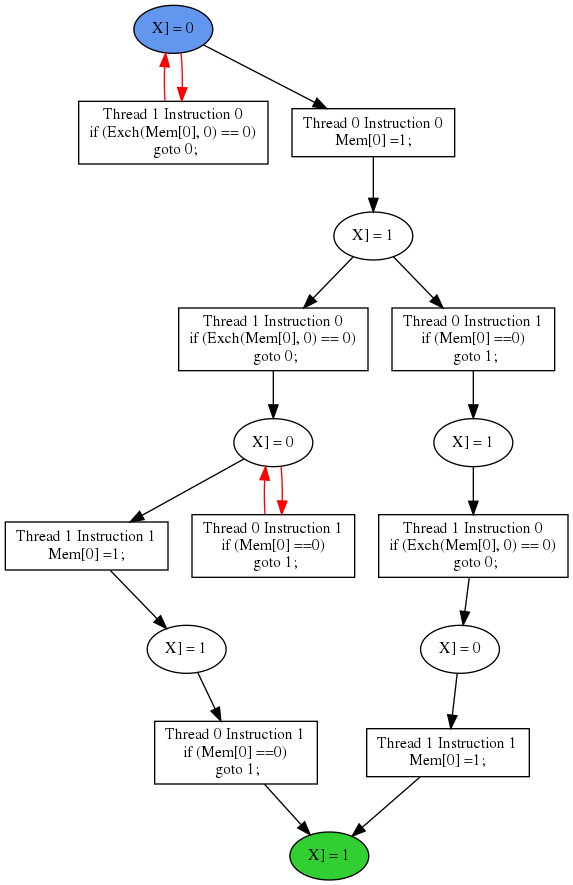 X] = 0
Thread 1 Instruction 0
if (Exch(Mem[0], 0) == 0)
goto 0;
Thread 0 Instruction 0
Mem[0] =1;
X] = 1
Thread 1 Instruction 0
if (Exch(Mem[0], 0) == 0)
goto 0;
Thread 0 Instruction 1
if (Mem[0] ==0)
goto 1;
X] = 0
X] = 1
Thread 1 Instruction 1
Mem[0] =1;
Thread 0 Instruction 1
if (Mem[0] ==0)
goto 1;
Thread 1 Instruction 0
if (Exch(Mem[0], 0) == 0)
goto 0;
X] = 1
X] = 0
Thread 0 Instruction 1
if (Mem[0] ==0)
goto 1;
Thread 1 Instruction 1
Mem[0] =1;
X] = 1